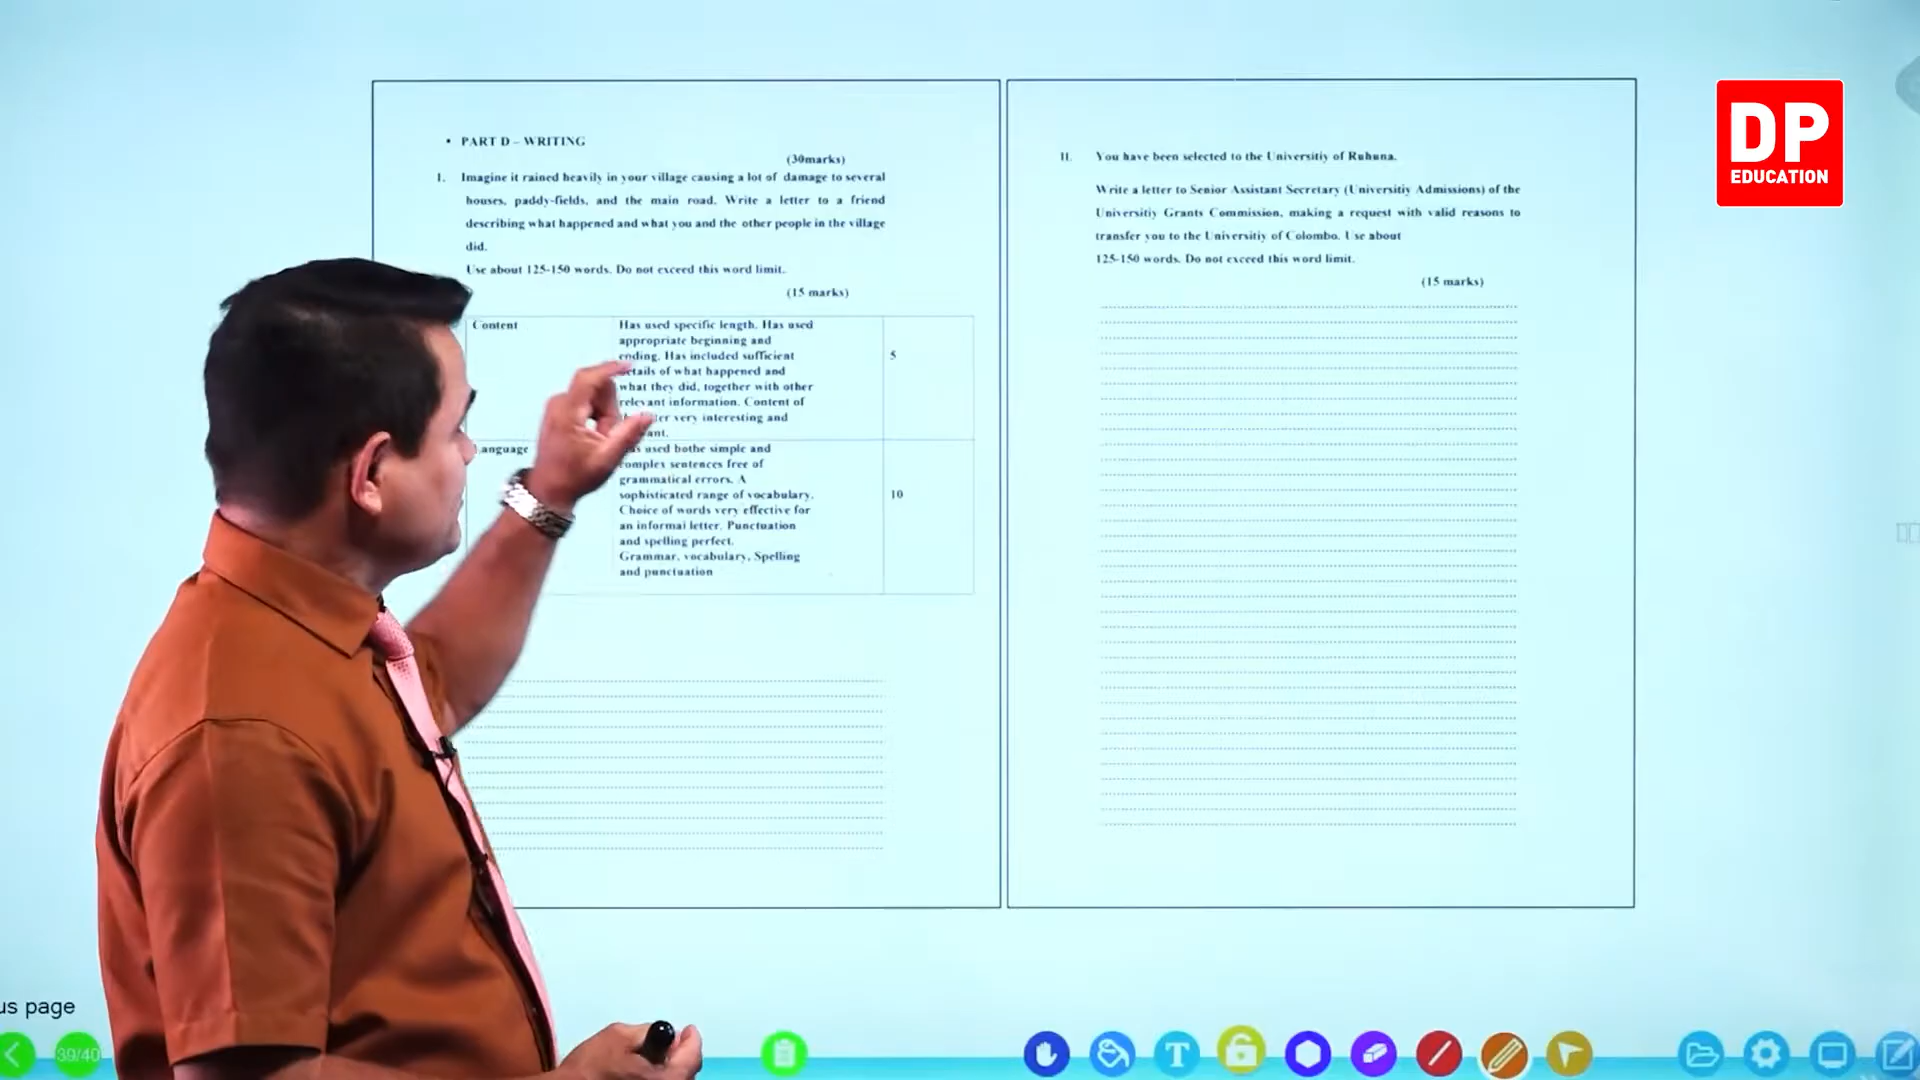 DP
EDUCATION
• PART D – WRITING
(30marks)
I. Imagine it rained heavily in your village causing a lot of damage to several
houses, paddy-fields, and the main road. Write a letter to a friend
describing what happened and what you and the other people in the village
did.
Use about 125-150 words. Do not exceed this word limit.
(15 marks)
Content
Has used specific length. Has used
appropriate beginning and
ending. Has included sufficient
details of what happened and
what they did, together with other
relevant information. Content of
very interesting and
5
Language
used bothe simple and
complex sentences free of
grammatical errors. A
sophisticated range of vocabulary.
Choice of words very effective for
an informal letter. Punctuation
and spelling perfect.
Grammar, vocabulary, Spelling
and punctuation
10
II. You have been selected to the Universitiy of Ruhuna.
Write a letter to Senior Assistant Secretary (Universitiy Admissions) of the
Universitiy Grants Commission, making a request with valid reasons to
transfer you to the Universitiy of Colombo. Use about
125-150 words. Do not exceed this word limit.
(15 marks)
us page
39/40
T